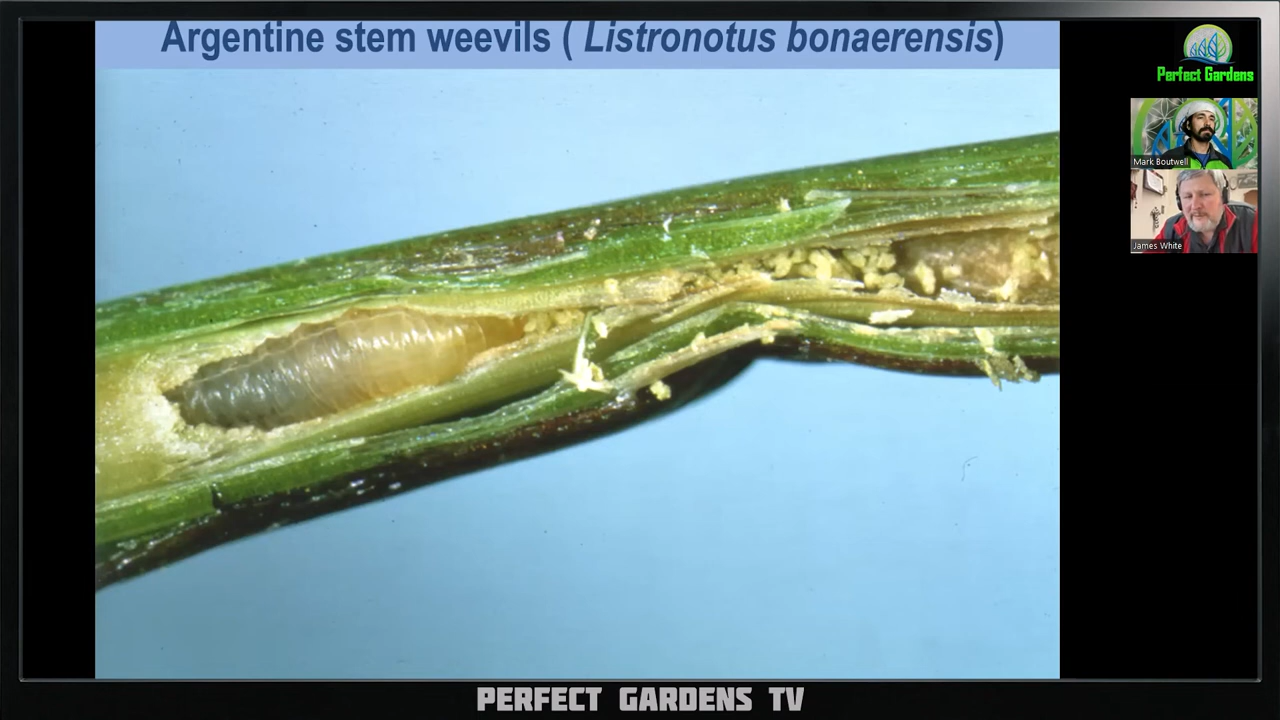 Argentine stem weevils ( Listronotus bonaerensis)
Perfect Gardens
Mark Boutwell
James White
PERFECT GARDENS TV